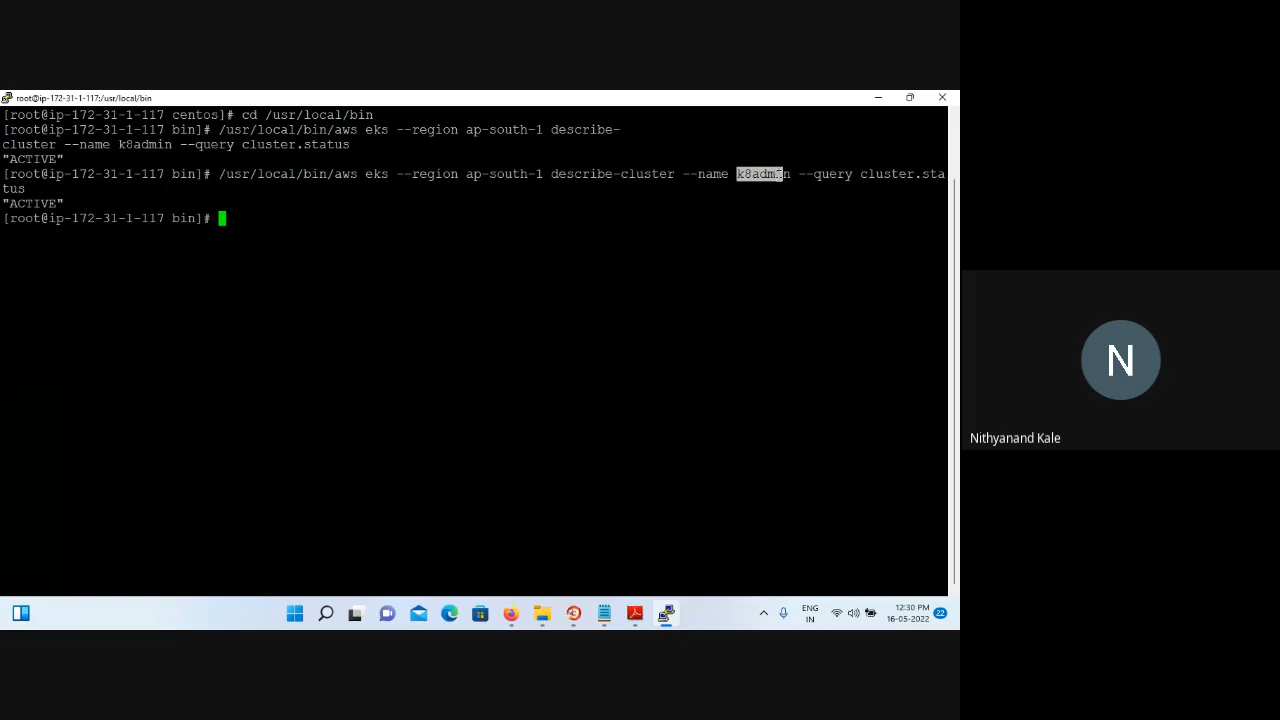 root@ip-172-31-1-117:/usr/local/bin
[root@ip-172-31-1-117 centos]# cd /usr/local/bin
[root@ip-172-31-1-117 bin]# /usr/local/bin/aws eks --region ap-south-1 describe-
cluster --name k8admin --query cluster.status
"ACTIVE"
[root@ip-172-31-1-117 bin]# /usr/local/bin/aws eks --region ap-south-1 describe-cluster --name k8admin --query cluster.sta
tus
"ACTIVE"
[root@ip-172-31-1-117 bin]#
N
Nithyanand Kale
ENG
IN
12:30 PM
16-05-2022
22